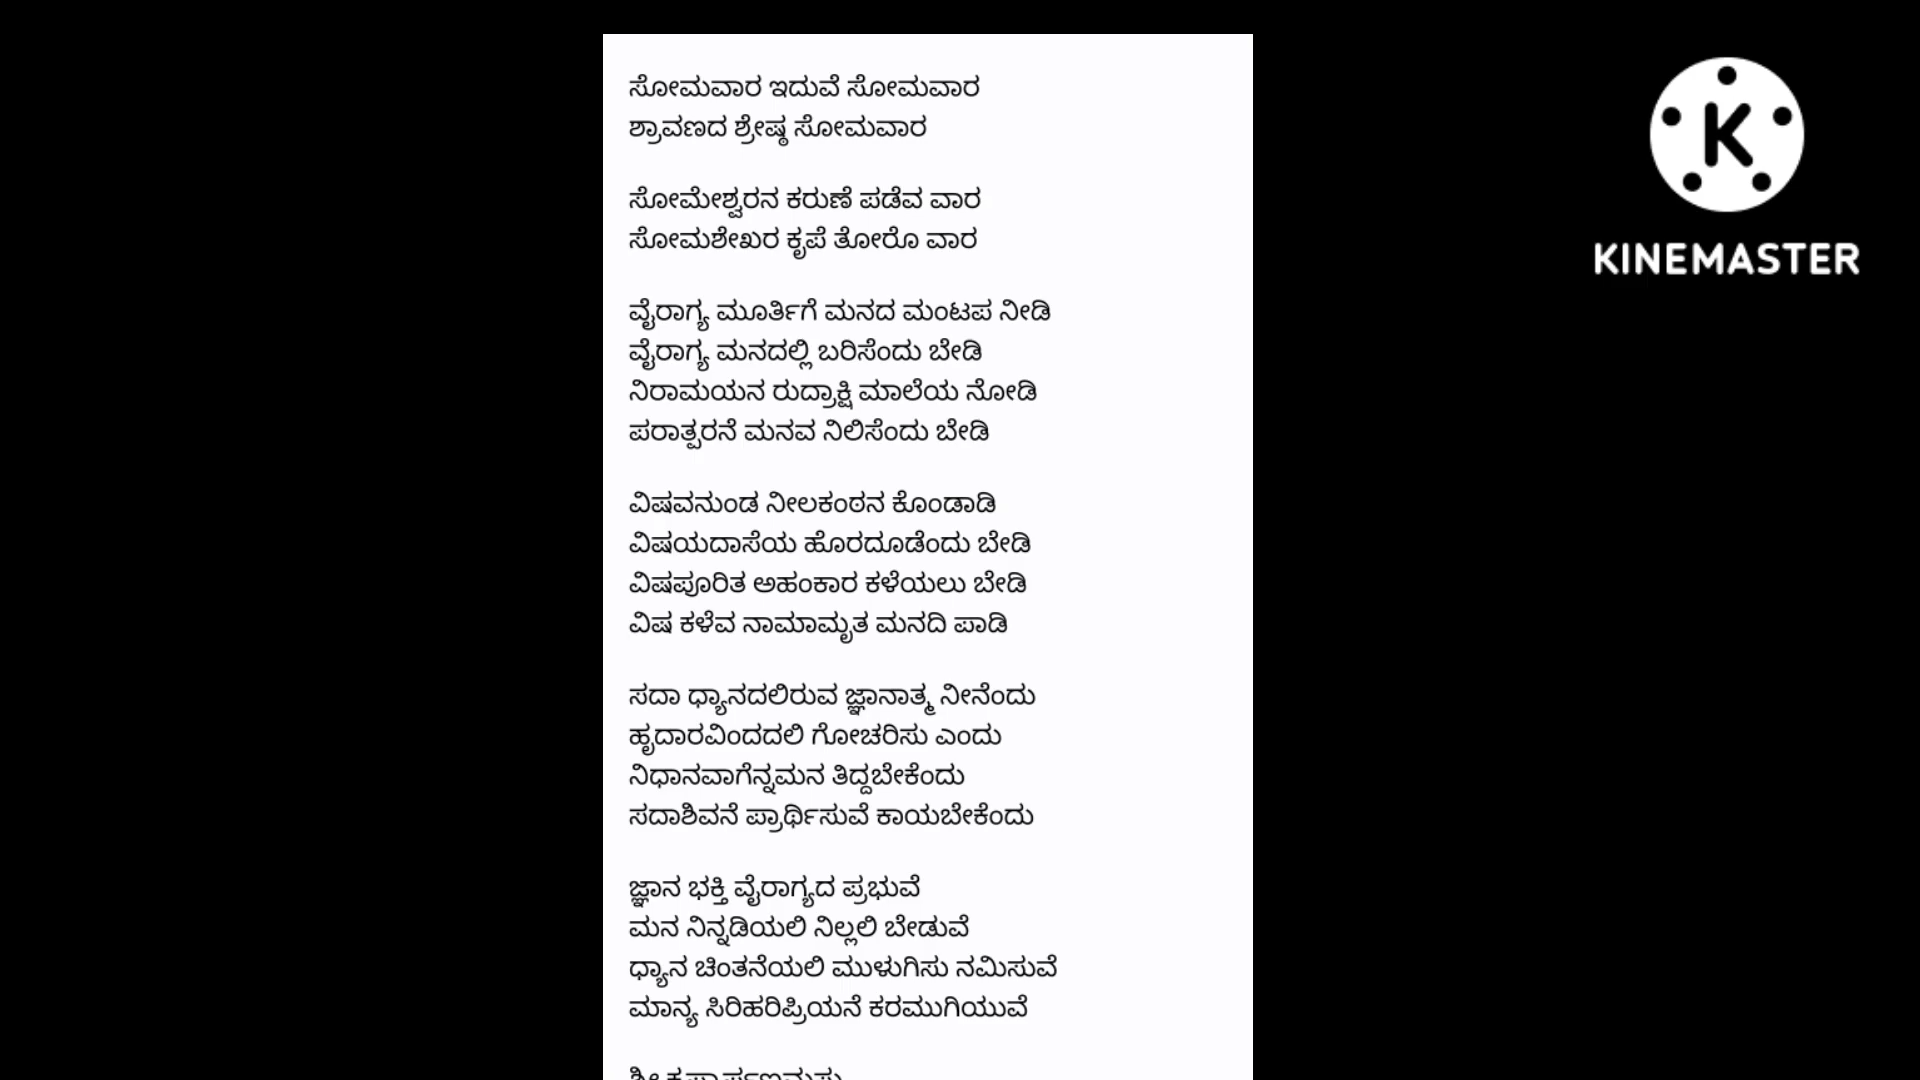 ಸೋಮವಾರ ಇದುವೆ ಸೋಮವಾರ
ಶ್ರಾವಣದ ಶ್ರೇಷ್ಠ ಸೋಮವಾರ
ಸೋಮೇಶ್ವರನ ಕರುಣೆ ಪಡೆವ ವಾರ
ಸೋಮಶೇಖರ ಕೃಪೆ ತೋರೊ ವಾರ
ವೈರಾಗ್ಯ ಮೂರ್ತಿಗೆ ಮನದ ಮಂಟಪ ನೀಡಿ
ವೈರಾಗ್ಯ ಮನದಲ್ಲಿ ಬರಿಸೆಂದು ಬೇಡಿ
ನಿರಾಮಯನ ರುದ್ರಾಕ್ಷಿ ಮಾಲೆಯ ನೋಡಿ
ಪರಾತ್ಪರನೆ ಮನವ ನಿಲಿಸೆಂದು ಬೇಡಿ
ವಿಷವನುಂಡ ನೀಲಕಂಠನ ಕೊಂಡಾಡಿ
ವಿಷಯದಾಸೆಯ ಹೊರದೂಡೆಂದು ಬೇಡಿ
ವಿಷಪೂರಿತ ಅಹಂಕಾರ ಕಳೆಯಲು ಬೇಡಿ
ವಿಷ ಕಳೆವ ನಾಮಾಮೃತ ಮನದಿ ಪಾಡಿ
ಸದಾ ಧ್ಯಾನದಲಿರುವ ಜ್ಞಾನಾತ್ಮ ನೀನೆಂದು
ಹೃದಾರವಿಂದದಲಿ ಗೋಚರಿಸು ಎಂದು
ನಿಧಾನವಾಗೆನ್ನಮನ ತಿದ್ದಬೇಕೆಂದು
ಸದಾಶಿವನೆ ಪ್ರಾರ್ಥಿಸುವೆ ಕಾಯಬೇಕೆಂದು
ಜ್ಞಾನ ಭಕ್ತಿ ವೈರಾಗ್ಯದ ಪ್ರಭುವೆ
ಮನ ನಿನ್ನಡಿಯಲಿ ನಿಲ್ಲಲಿ ಬೇಡುವೆ
ಧ್ಯಾನ ಚಿಂತನೆಯಲಿ ಮುಳುಗಿಸು ನಮಿಸುವೆ
ಮಾನ್ಯ ಸಿರಿಹರಿಪ್ರಿಯನೆ ಕರಮುಗಿಯುವೆ
K
KINEMASTER